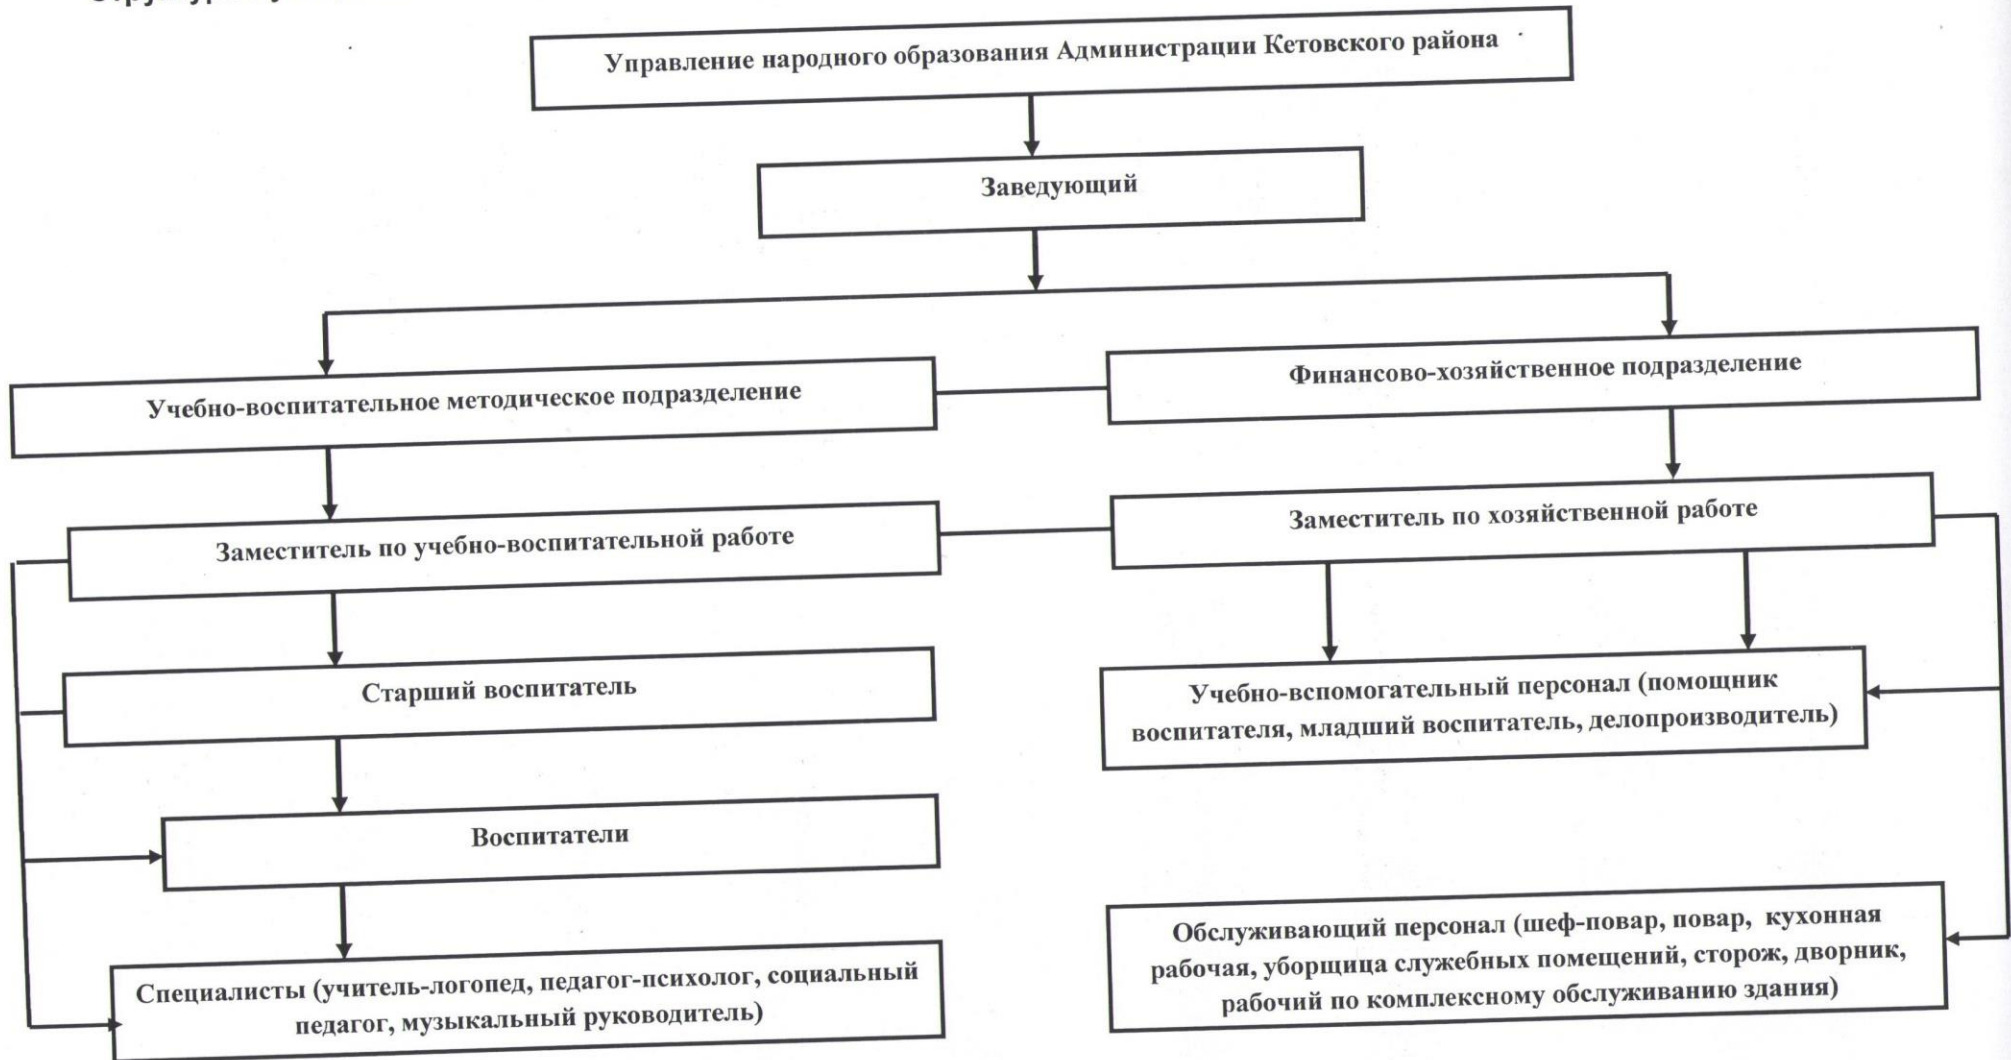 Управление народного образования Администрации Кетовского района
Заведующий
Учебно-воспитательное методическое подразделение
Финансово-хозяйственное подразделение
Заместитель по учебно-воспитательной работе
Заместитель по хозяйственной работе
Старший воспитатель
Учебно-вспомогательный персонал (помощник
воспитателя, младший воспитатель, делопроизводитель)
Воспитатели
Специалисты (учитель-логопед, педагог-психолог, социальный
педагог, музыкальный руководитель)
Обслуживающий персонал (шеф-повар, повар, кухонная
рабочая, уборщица служебных помещений, сторож, дворник,
рабочий по комплексному обслуживанию здания)